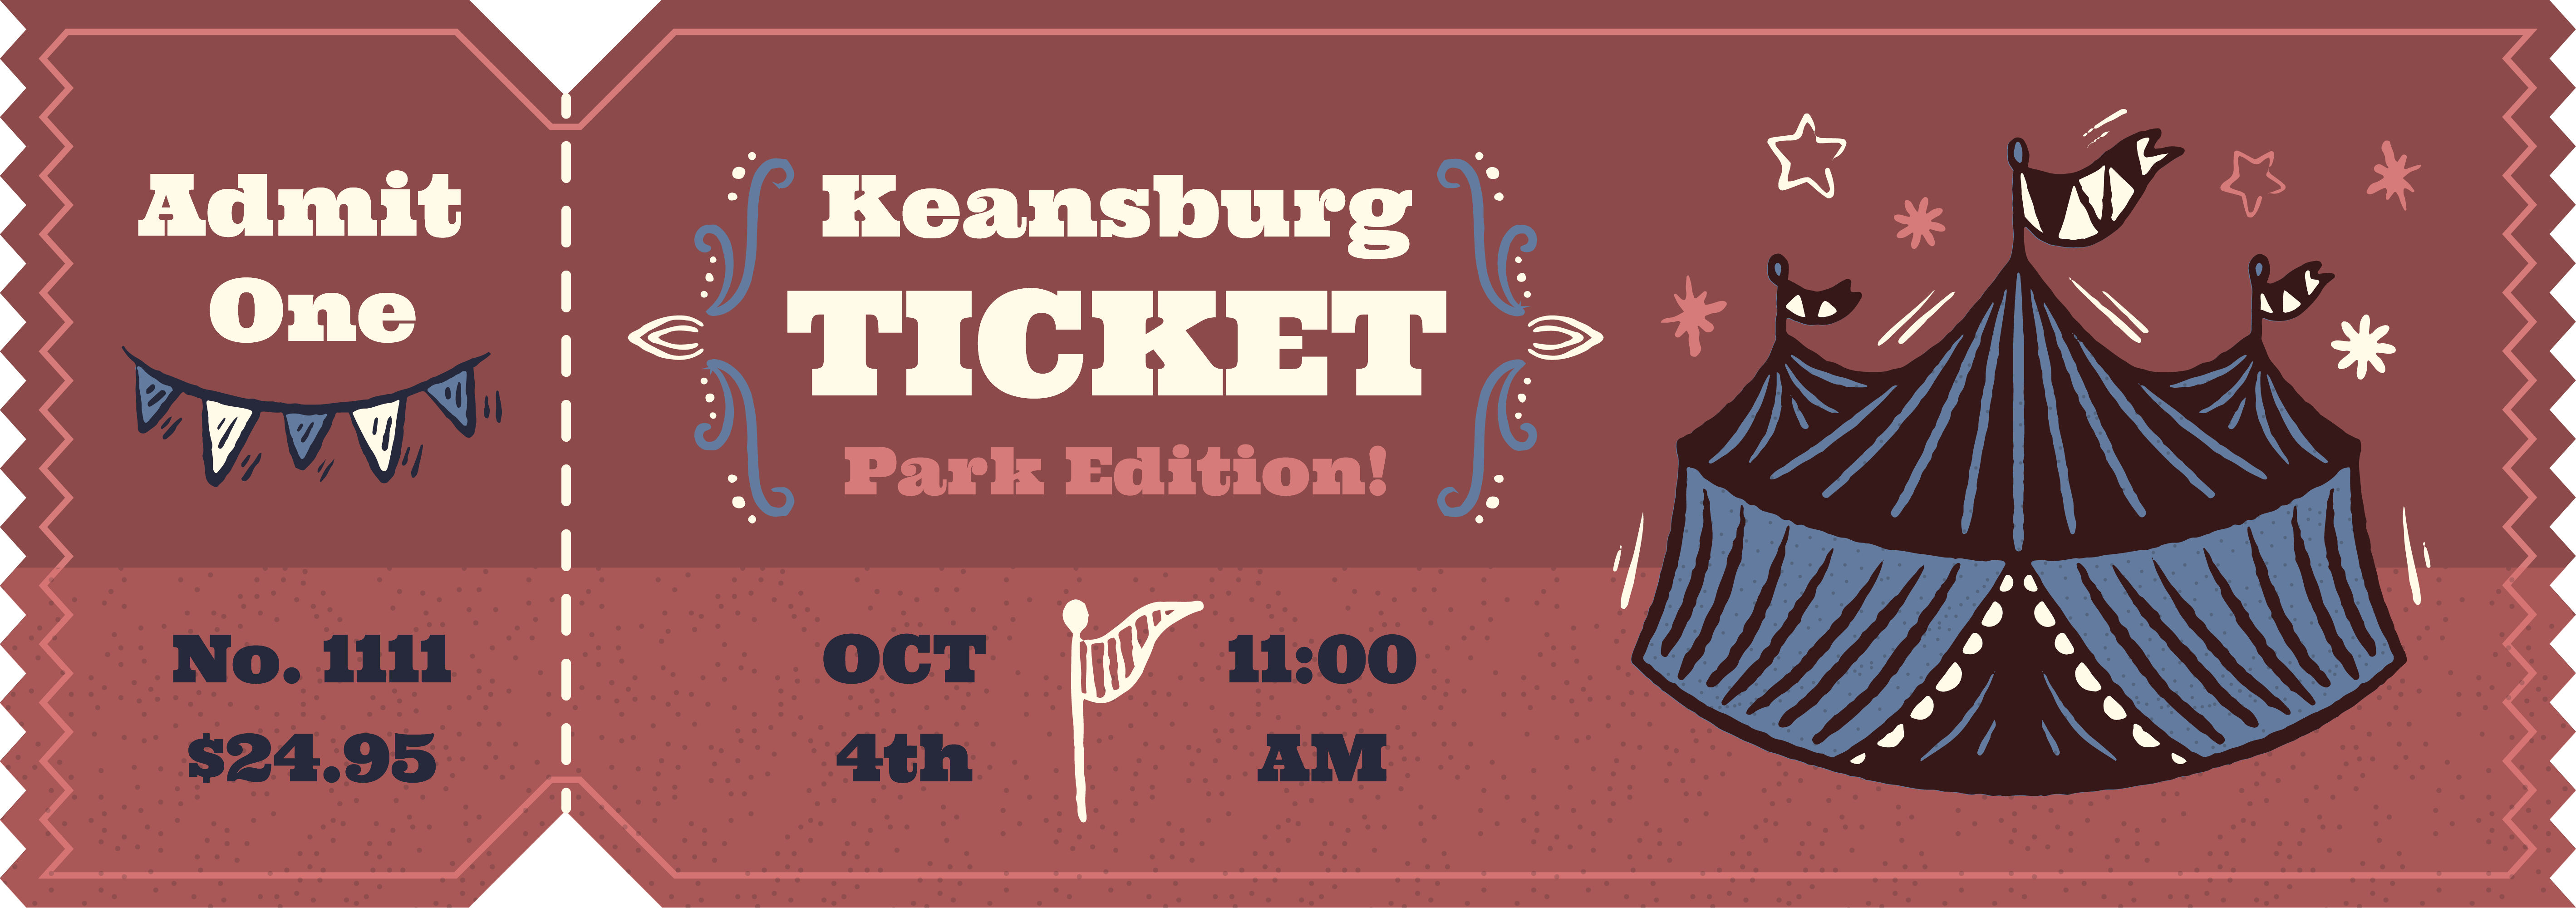 Admit
One
No. 1111
$24.95
Keansburg
TICKET
Park Edition!
OCT
4th
11:00
AM